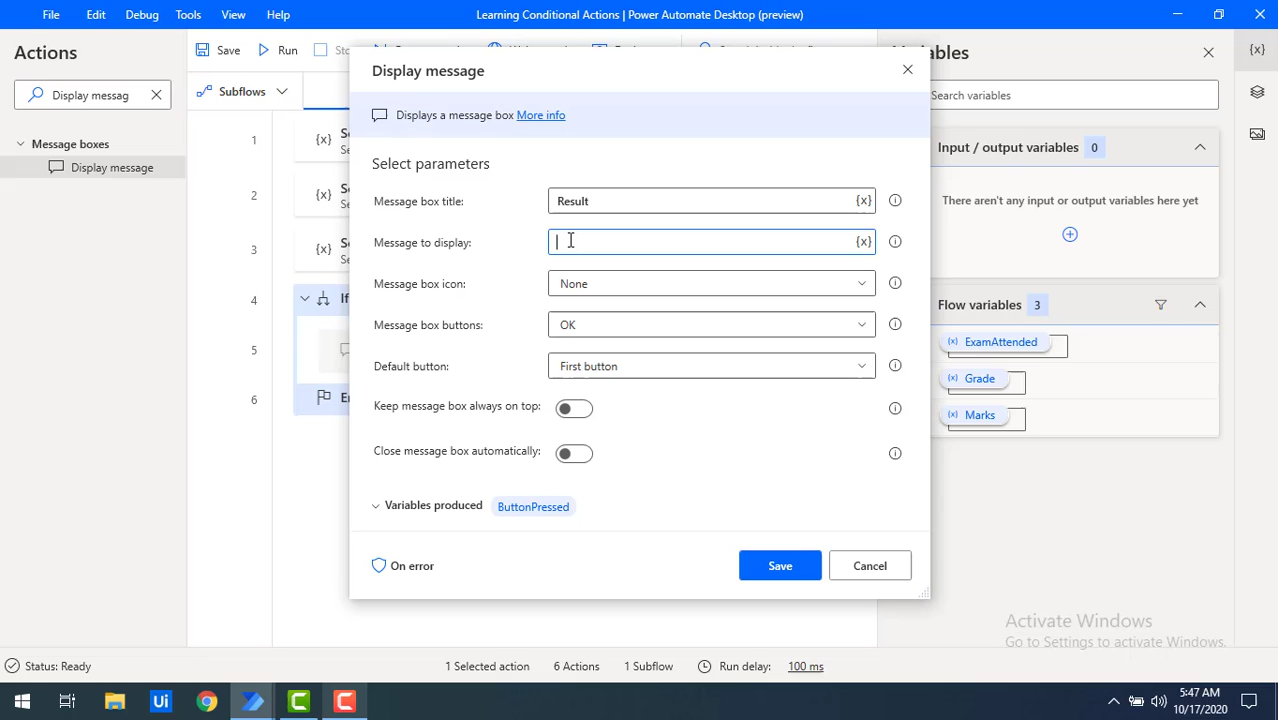 File Edit Debug Tools View Help Learning Conditional Actions | Power Automate Desktop (preview)
Actions
Save Run
Display messag
Subflows
Message boxes
Display message
1
2
3
4 If
5
6
Display message
Displays a message box More info
Select parameters
Message box title: Result {x}
Message to display: {x}
Message box icon: None
Message box buttons: OK
Default button: First button
Keep message box always on top:
Close message box automatically:
Variables produced ButtonPressed
On error
Save Cancel
{x}
Search variables
Input / output variables 0
There aren't any input or output variables here yet
Flow variables 3
(x) ExamAttended
(x) Grade
(x) Marks
Activate Windows
Go to Settings to activate Windows.
Status: Ready 1 Selected action 6 Actions 1 Subflow Run delay: 100 ms
Ui
5:47 AM
10/17/2020